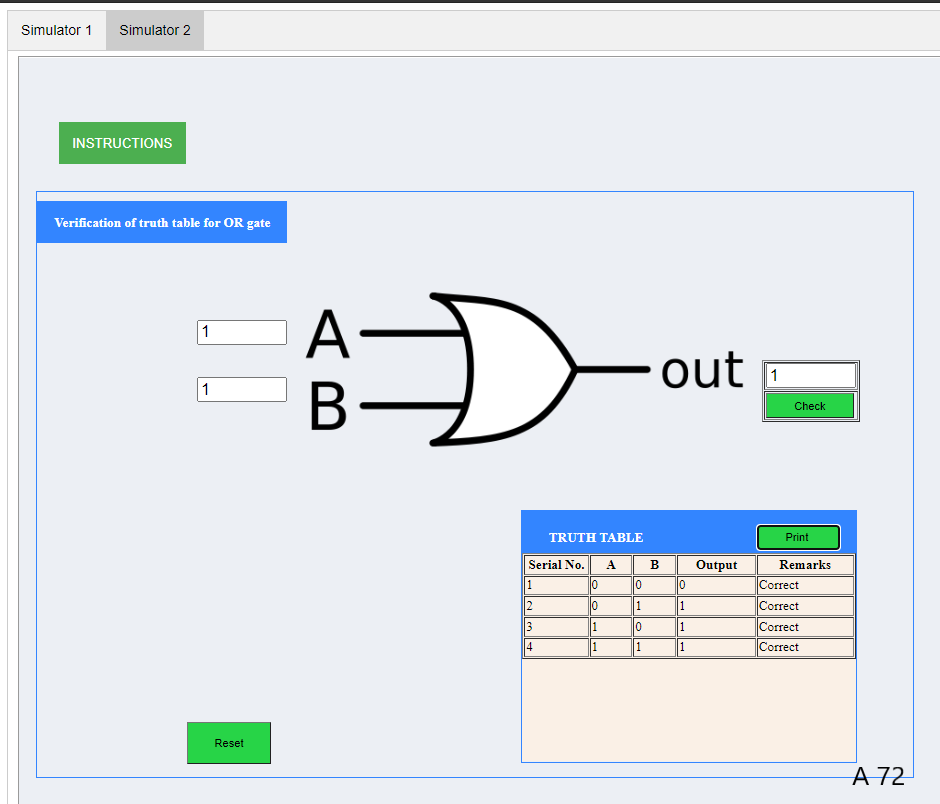 Simulator 1 Simulator 2
INSTRUCTIONS
Verification of truth table for OR gate
1 A
1 B
out 1
Check
TRUTH TABLE Print
Serial No. A B Output Remarks
1 0 0 0 Correct
2 0 1 1 Correct
3 1 0 1 Correct
4 1 1 1 Correct
Reset
A 72